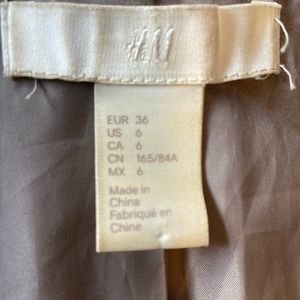 H&M
EUR 36
US 6
CA 6
CN 165/84A
MX 6
Made in
China
Fabriqué en
Chine